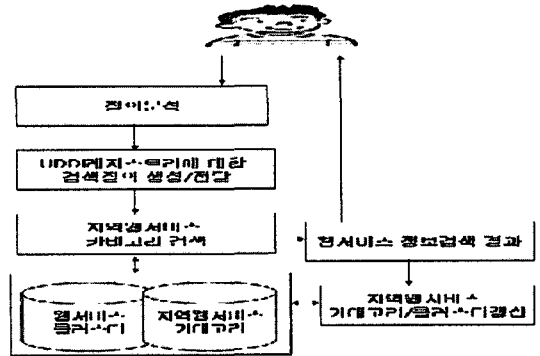 질의분석
UDDI레지스트리에 대한
검색질의 생성/전달
지역웹서비스
카테고리 검색
웹서비스 정보검색 결과
웹서비스
클러스터
지역웹서비스
카테고리
지역웹서비스
카테고리/클러스터갱신